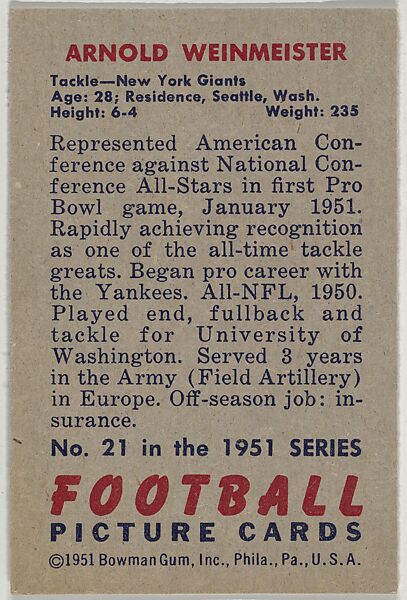 ARNOLD WEINMEISTER
Tackle—New York Giants
Age: 28; Residence, Seattle, Wash.
Height: 6-4 Weight: 235
Represented American Con-
ference against National Con-
ference All-Stars in first Pro
Bowl game, January 1951.
Rapidly achieving recognition
as one of the all-time tackle
greats. Began pro career with
the Yankees. All-NFL, 1950.
Played end, fullback and
tackle for University of
Washington. Served 3 years
in the Army (Field Artillery)
in Europe. Off-season job: in-
surance.
No. 21 in the 1951 SERIES
FOOTBALL
PICTURE CARDS
©1951 Bowman Gum, Inc., Phila., Pa., U.S.A.